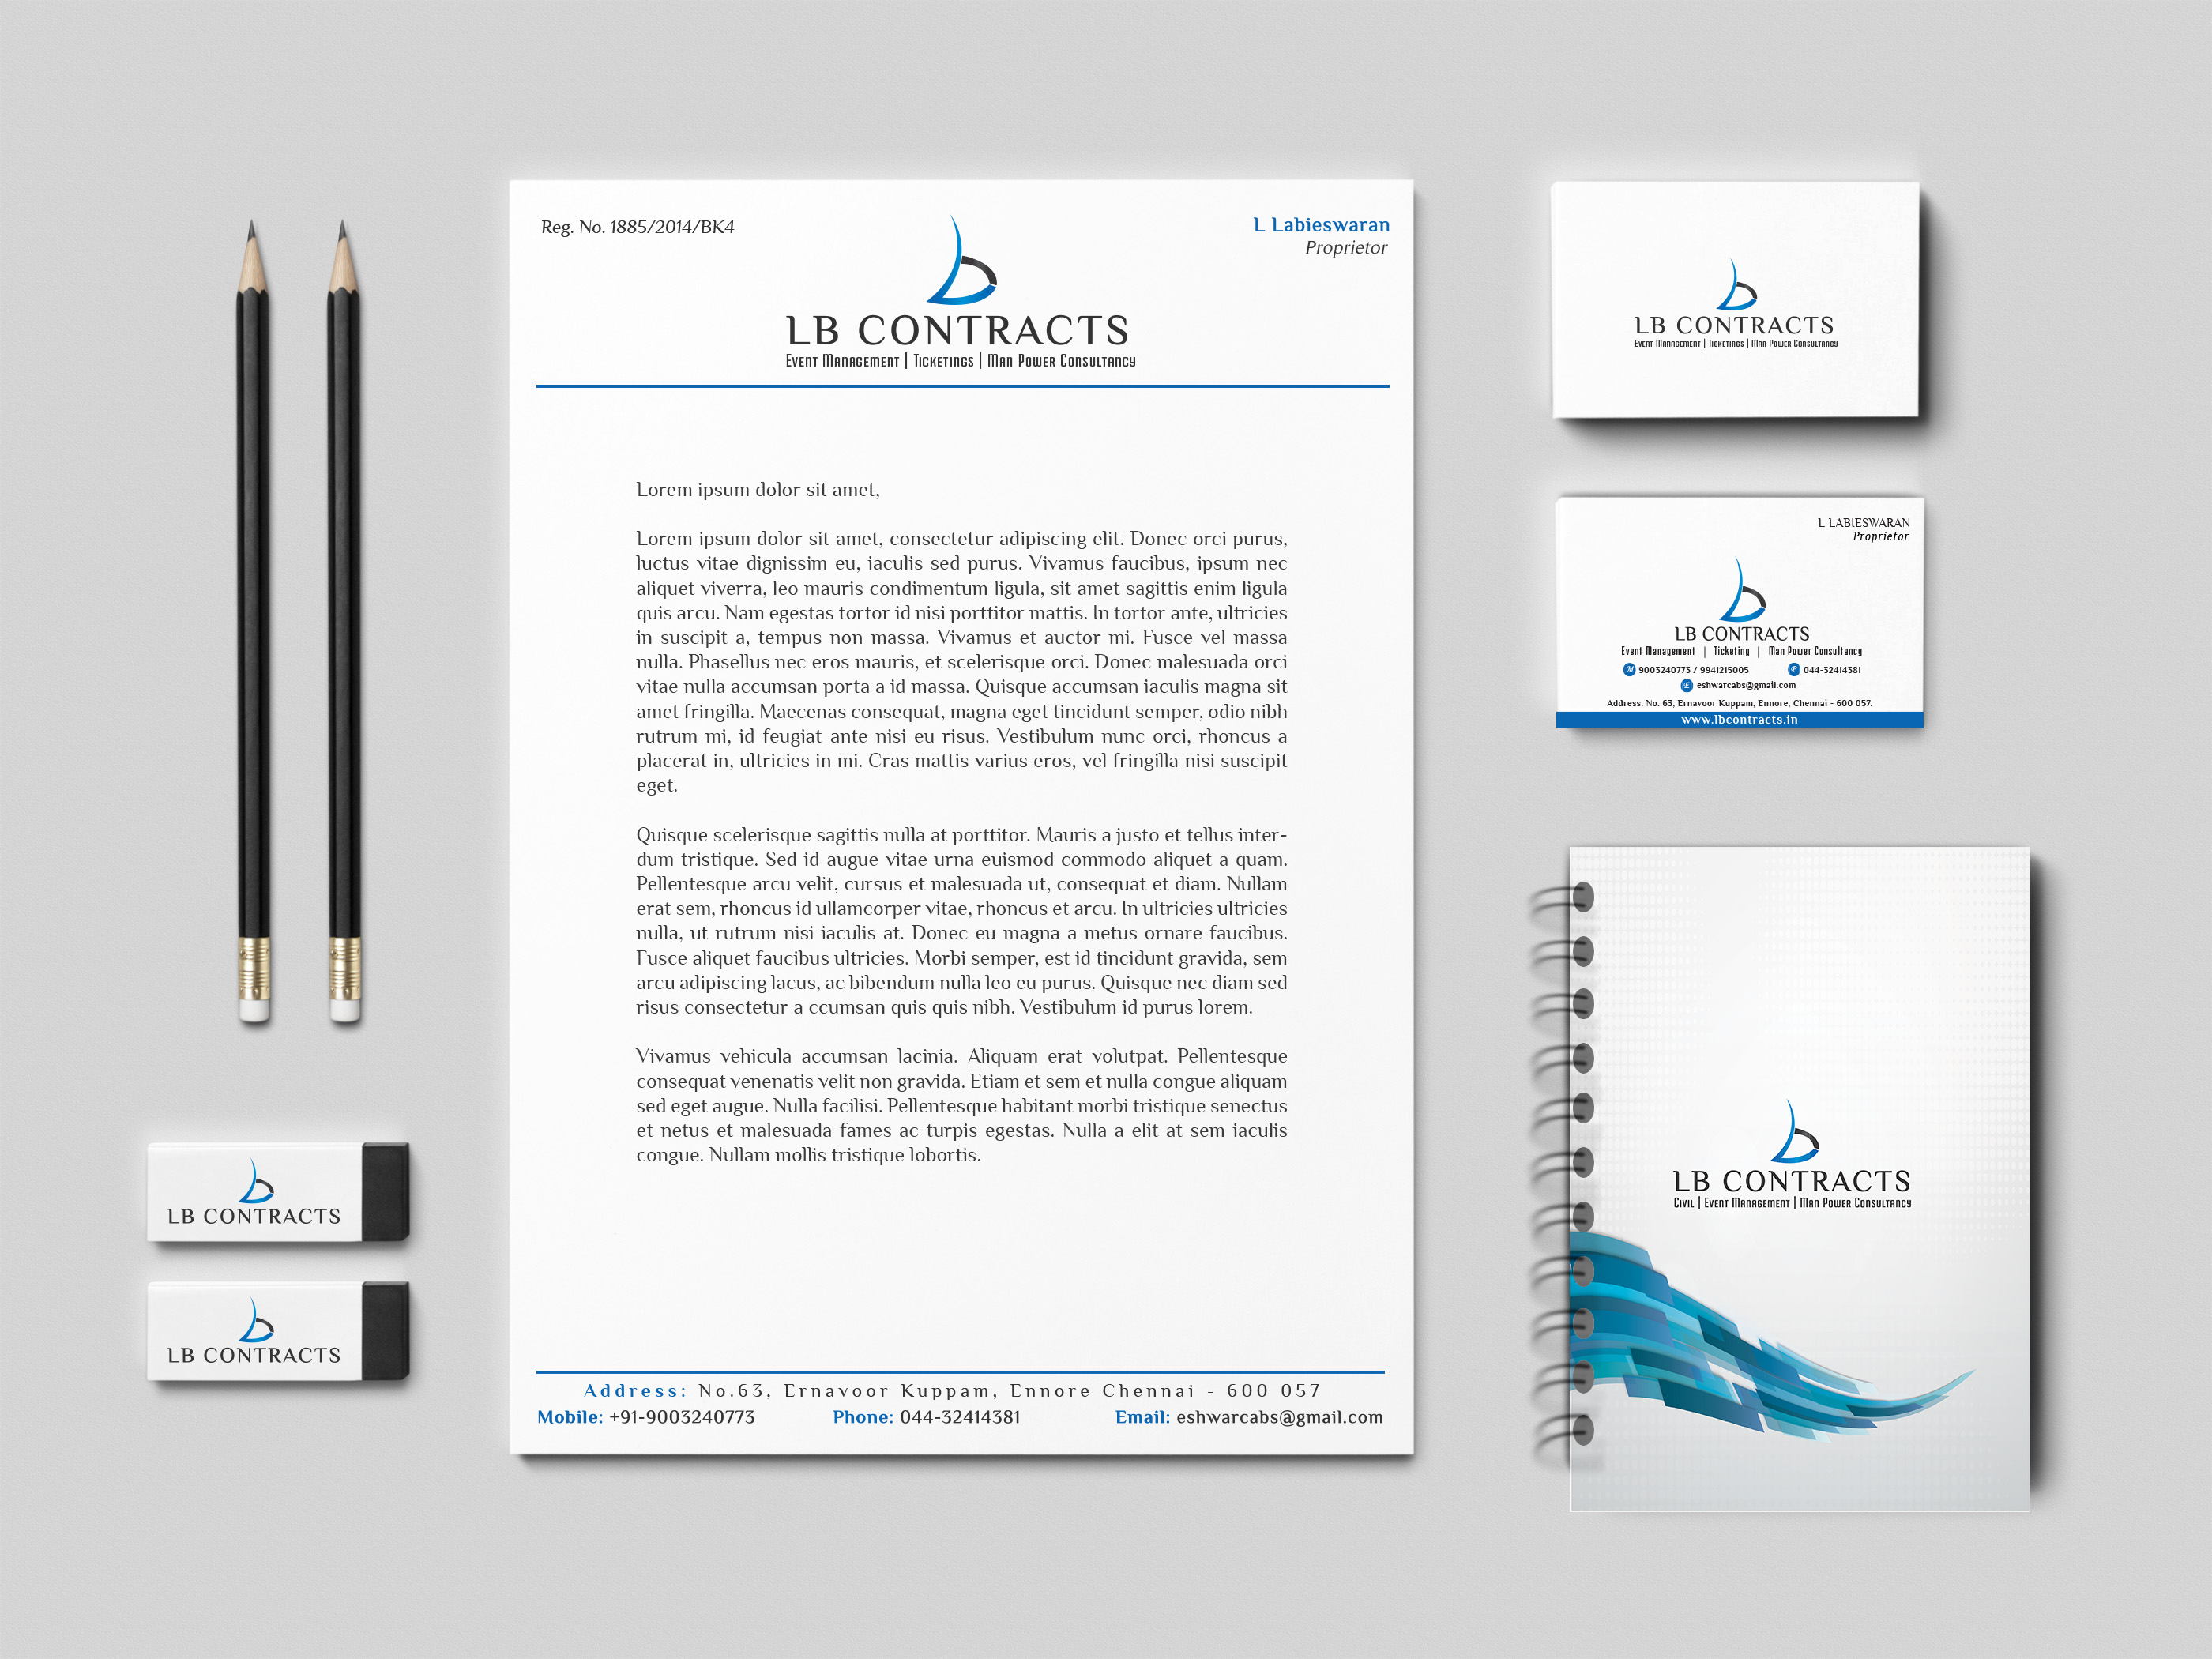 Reg. No. 1885/2014/BK4
L Labieswaran
Proprietor
LB CONTRACTS
Event Management | Ticketings | Man Power Consultancy
Lorem ipsum dolor sit amet,
Lorem ipsum dolor sit amet, consectetur adipiscing elit. Donec orci purus,
luctus vitae dignissim eu, iaculis sed purus. Vivamus faucibus, ipsum nec
aliquet viverra, leo mauris condimentum ligula, sit amet sagittis enim ligula
quis arcu. Nam egestas tortor id nisi porttitor mattis. In tortor ante, ultricies
in suscipit a, tempus non massa. Vivamus et auctor mi. Fusce vel massa
nulla. Phasellus nec eros mauris, et scelerisque orci. Donec malesuada orci
vitae nulla accumsan porta a id massa. Quisque accumsan iaculis magna sit
amet fringilla. Maecenas consequat, magna eget tincidunt semper, odio nibh
rutrum mi, id feugiat ante nisi eu risus. Vestibulum nunc orci, rhoncus a
placerat in, ultricies in mi. Cras mattis varius eros, vel fringilla nisi suscipit
eget.
Quisque scelerisque sagittis nulla at porttitor. Mauris a justo et tellus inter-
dum tristique. Sed id augue vitae urna euismod commodo aliquet a quam.
Pellentesque arcu velit, cursus et malesuada ut, consequat et diam. Nullam
erat sem, rhoncus id ullamcorper vitae, rhoncus et arcu. In ultricies ultricies
nulla, ut rutrum nisi iaculis at. Donec eu magna a metus ornare faucibus.
Fusce aliquet faucibus ultricies. Morbi semper, est id tincidunt gravida, sem
arcu adipiscing lacus, ac bibendum nulla leo eu purus. Quisque nec diam sed
risus consectetur a ccumsan quis quis nibh. Vestibulum id purus lorem.
Vivamus vehicula accumsan lacinia. Aliquam erat volutpat. Pellentesque
consequat venenatis velit non gravida. Etiam et sem et nulla congue aliquam
sed eget augue. Nulla facilisi. Pellentesque habitant morbi tristique senectus
et netus et malesuada fames ac turpis egestas. Nulla a elit at sem iaculis
congue. Nullam mollis tristique lobortis.
Address: No.63, Ernavoor Kuppam, Ennore Chennai - 600 057
Mobile: +91-9003240773 Phone: 044-32414381 Email: eshwarcabs@gmail.com
LB CONTRACTS
LB CONTRACTS
LB CONTRACTS
Event Management | Ticketings | Man Power Consultancy
L LABIESWARAN
Proprietor
LB CONTRACTS
Event Management | Ticketing | Man Power Consultancy
M 9003240773 / 9941215005 P 044-32414381
E eshwarcabs@gmail.com
Address: No. 63, Ernavoor Kuppam, Ennore, Chennai - 600 057.
www.lbcontracts.in
LB CONTRACTS
Civil | Event Management | Man Power Consultancy